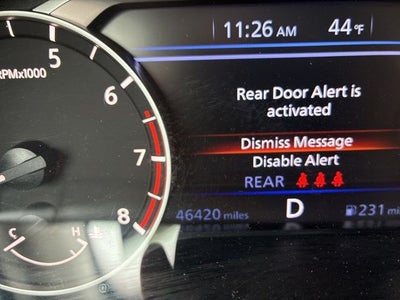 11:26 AM 44°F
5
RPMx1000
6
Rear Door Alert is
activated
Dismiss Message
7
Disable Alert
REAR
8
46420 miles D 231 mi
C H